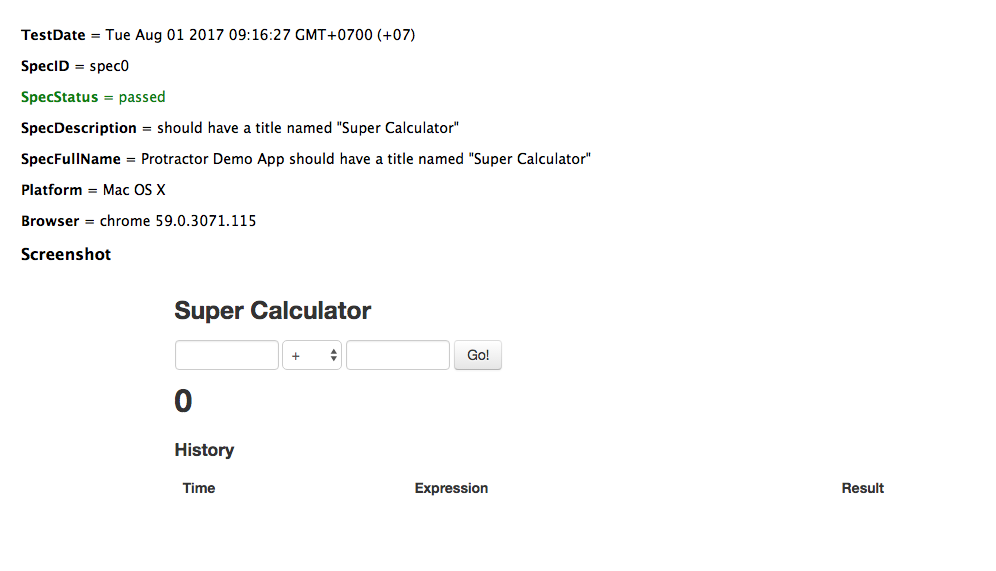 TestDate = Tue Aug 01 2017 09:16:27 GMT+0700 (+07)
SpecID = spec0
SpecStatus = passed
SpecDescription = should have a title named "Super Calculator"
SpecFullName = Protractor Demo App should have a title named "Super Calculator"
Platform = Mac OS X
Browser = chrome 59.0.3071.115
Screenshot
Super Calculator
+ Go!
0
History
Time Expression Result